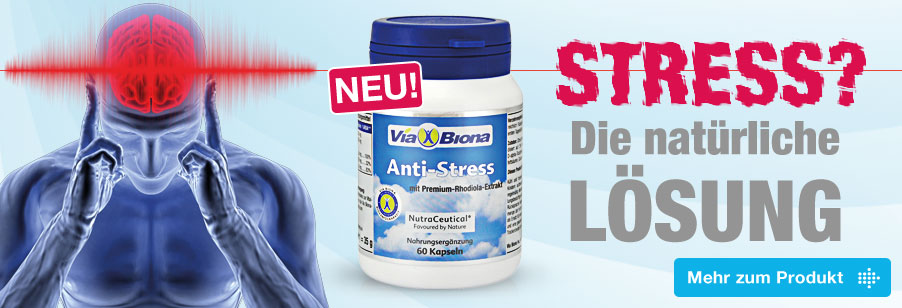 NEU!
Via Biona
Anti-Stress
mit Premium-Rhodiola-Extrakt
NutraCeutical®
Favoured by Nature
Nahrungsergänzung
60 Kapseln
STRESS?
Die natürliche
LÖSUNG
Mehr zum Produkt